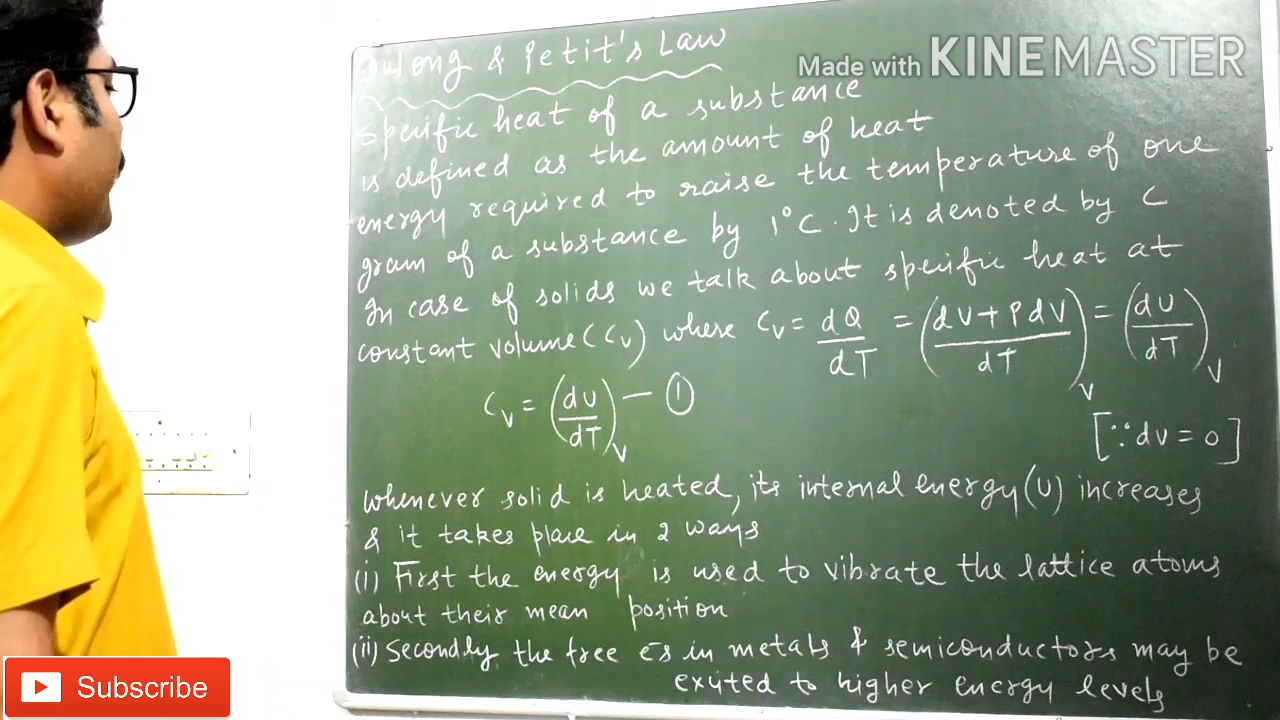 Dulong & Petit's Law
Made with KINEMASTER
Specific heat of a substance
is defined as the amount of heat
energy required to raise the temperature of one
gram of a substance by 1°C. It is denoted by C
In case of solids we talk about specific heat at
constant volume (Cv) where Cv = dQ/dT = ((dU+PdV)/dT)v = (dU/dT)v
Cv = (dU/dT)v — ①
[∵ dv = 0]
Whenever solid is heated, its internal energy (U) increases
& it takes place in 2 ways
(i) First the energy is used to vibrate the lattice atoms
about their mean position
(ii) Secondly the free e⁻s in metals & semiconductors may be
exited to higher energy levels
Subscribe